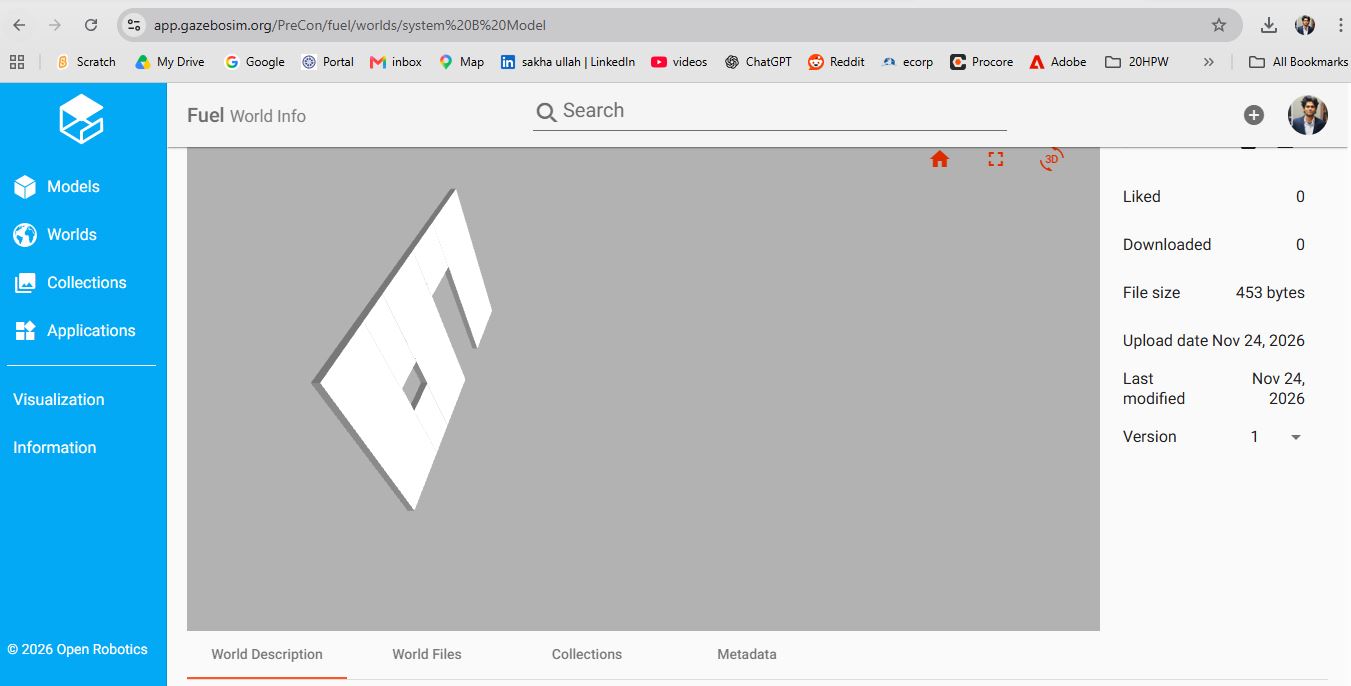 app.gazebosim.org/PreCon/fuel/worlds/system%20B%20Model
Scratch My Drive Google Portal inbox Map sakha ullah | LinkedIn videos ChatGPT Reddit ecorp Procore Adobe 20HPW » All Bookmarks
Fuel World Info
Search
Models
Worlds
Collections
Applications
Visualization
Information
© 2026 Open Robotics
3D
Liked 0
Downloaded 0
File size 453 bytes
Upload date Nov 24, 2026
Last modified Nov 24, 2026
Version 1
World Description World Files Collections Metadata